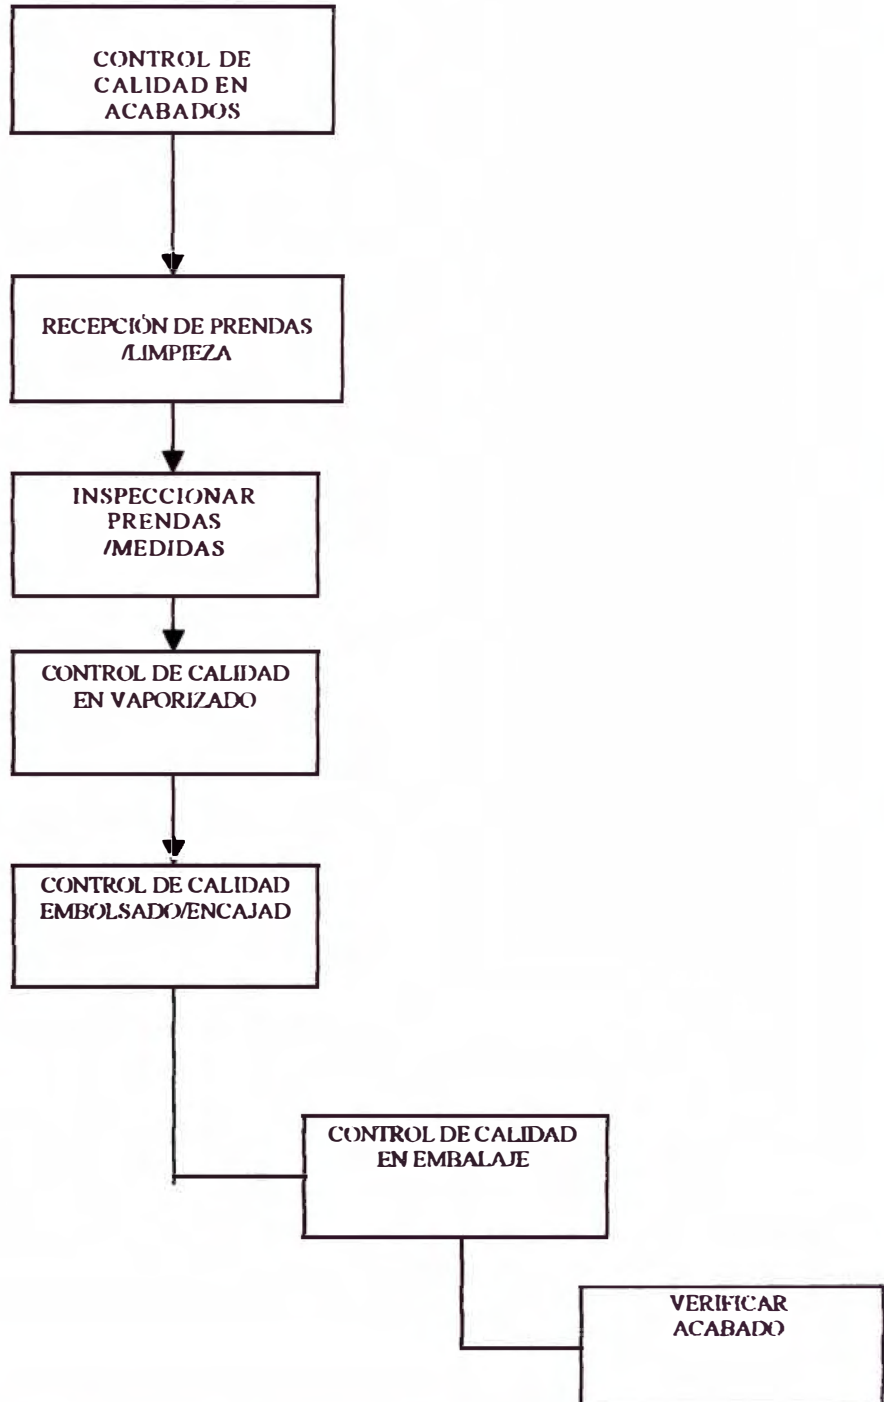 CONTROL DE
CALIDAD EN
ACABADOS
RECEPCIÓN DE PRENDAS
/LIMPIEZA
INSPECCIONAR
PRENDAS
/MEDIDAS
CONTROL DE CALIDAD
EN VAPORIZADO
CONTROL DE CALIDAD
EMBOLSADO/ENCAJAD
CONTROL DE CALIDAD
EN EMBALAJE
VERIFICAR
ACABADO